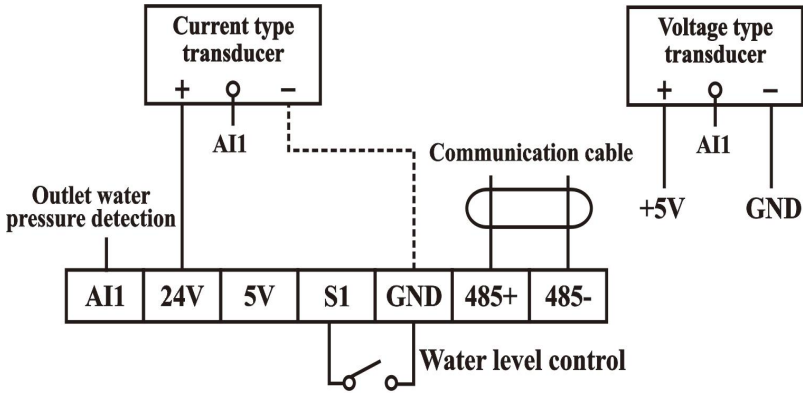 Current type
transducer
+ −
AI1
Voltage type
transducer
+ −
AI1
+5V GND
Communication cable
Outlet water
pressure detection
AI1 24V 5V S1 GND 485+ 485-
Water level control